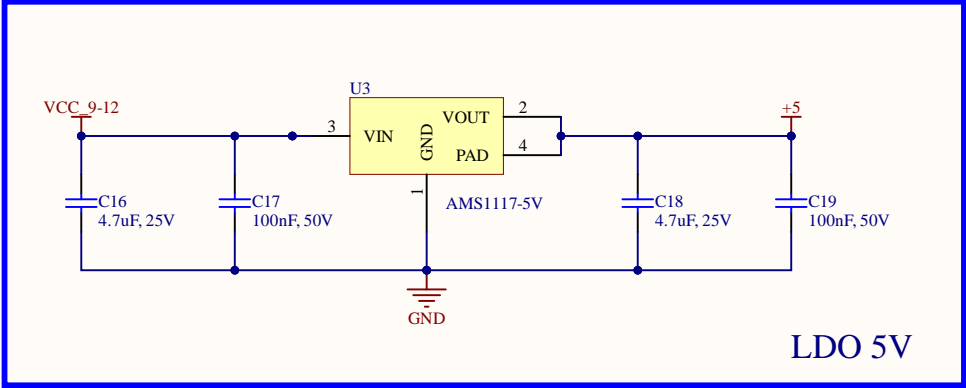 U3
VCC_9-12
+5
3
VIN
GND
VOUT
2
PAD
4
1
AMS1117-5V
C16
4.7uF, 25V
C17
100nF, 50V
C18
4.7uF, 25V
C19
100nF, 50V
GND
LDO 5V